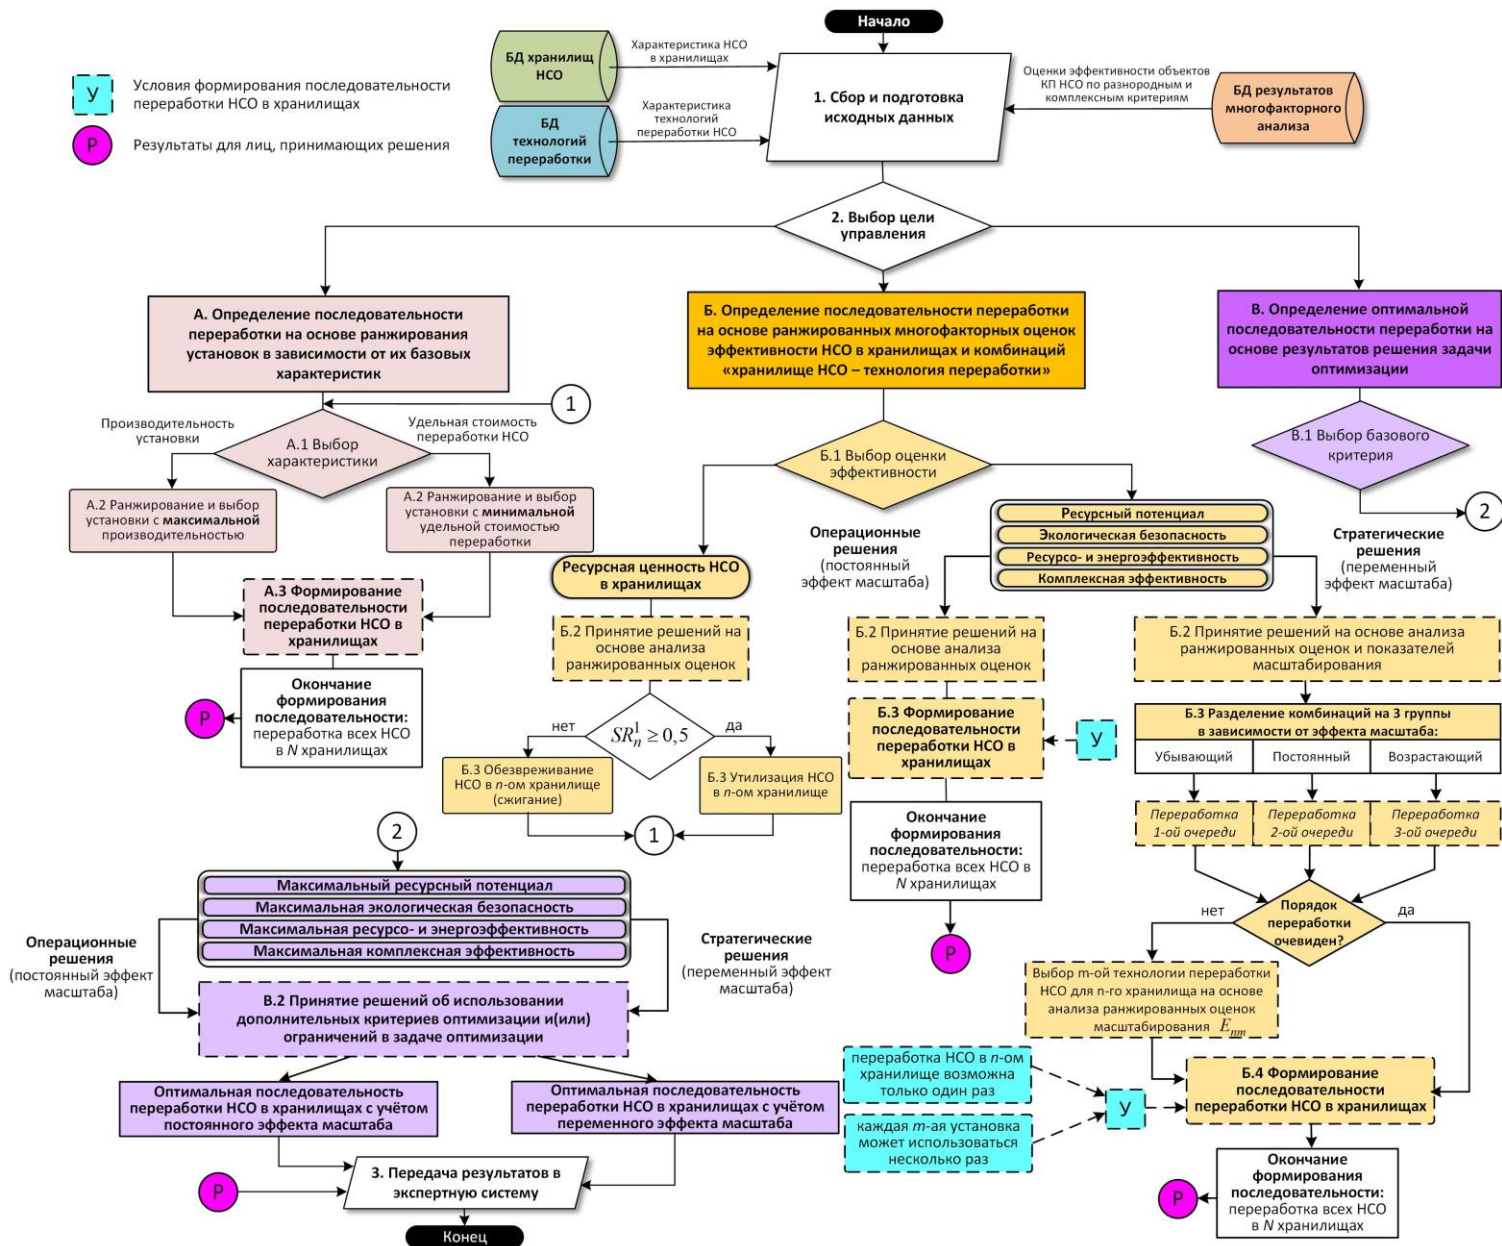 Начало
БД хранилищ
НСО
Характеристика НСО
в хранилищах
БД
технологий
переработки
Характеристика
технологий
переработки НСО
1. Сбор и подготовка
исходных данных
Оценки эффективности объектов
КП НСО по разнородным и
комплексным критериям
БД результатов
многофакторного
анализа
У
Условия формирования последовательности
переработки НСО в хранилищах
Р
Результаты для лиц, принимающих решения
2. Выбор цели
управления
А. Определение последовательности
переработки на основе ранжирования
установок в зависимости от их базовых
характеристик
Б. Определение последовательности переработки
на основе ранжированных многофакторных оценок
эффективности НСО в хранилищах и комбинаций
«хранилище НСО – технология переработки»
В. Определение оптимальной
последовательности переработки на
основе результатов решения задачи
оптимизации
1
Производительность
установки
Удельная стоимость
переработки НСО
А.1 Выбор
характеристики
А.2 Ранжирование и выбор
установки с максимальной
производительностью
А.2 Ранжирование и выбор
установки с минимальной
удельной стоимостью
переработки
А.3 Формирование
последовательности
переработки НСО в
хранилищах
Окончание
формирования
последовательности:
переработка всех НСО
в N хранилищах
Р
Б.1 Выбор оценки
эффективности
В.1 Выбор базового
критерия
2
Ресурсная ценность НСО
в хранилищах
Б.2 Принятие решений на
основе анализа
ранжированных оценок
нет
SR¹ₙ ≥ 0,5
да
Б.3 Обезвреживание
НСО в n-ом хранилище
(сжигание)
Б.3 Утилизация НСО
в n-ом хранилище
1
Операционные
решения
(постоянный
эффект масштаба)
Ресурсный потенциал
Экологическая безопасность
Ресурсо- и энергоэффективность
Комплексная эффективность
Стратегические
решения
(переменный
эффект масштаба)
Б.2 Принятие решений на
основе анализа
ранжированных оценок
Б.3 Формирование
последовательности
переработки НСО в
хранилищах
У
Окончание
формирования
последовательности:
переработка всех НСО в
N хранилищах
Р
Б.2 Принятие решений на основе анализа
ранжированных оценок и показателей
масштабирования
Б.3 Разделение комбинаций на 3 группы
в зависимости от эффекта масштаба:
Убывающий
Постоянный
Возрастающий
Переработка
1-ой очереди
Переработка
2-ой очереди
Переработка
3-ой очереди
нет
Порядок
переработки
очевиден?
да
Выбор m-ой технологии переработки
НСО для n-го хранилища на основе
анализа ранжированных оценок
масштабирования Eₙₘ
переработка НСО в n-ом
хранилище возможна
только один раз
каждая m-ая установка
может использоваться
несколько раз
У
Б.4 Формирование
последовательности
переработки НСО в хранилищах
Окончание
формирования
последовательности:
переработка всех НСО
в N хранилищах
Р
2
Максимальный ресурсный потенциал
Максимальная экологическая безопасность
Максимальная ресурсо- и энергоэффективность
Максимальная комплексная эффективность
Операционные
решения
(постоянный эффект
масштаба)
Стратегические
решения
(переменный эффект
масштаба)
В.2 Принятие решений об использовании
дополнительных критериев оптимизации и(или)
ограничений в задаче оптимизации
Оптимальная последовательность
переработки НСО в хранилищах с учётом
постоянного эффекта масштаба
Оптимальная последовательность
переработки НСО в хранилищах с учётом
переменного эффекта масштаба
Р
3. Передача результатов в
экспертную систему
Конец